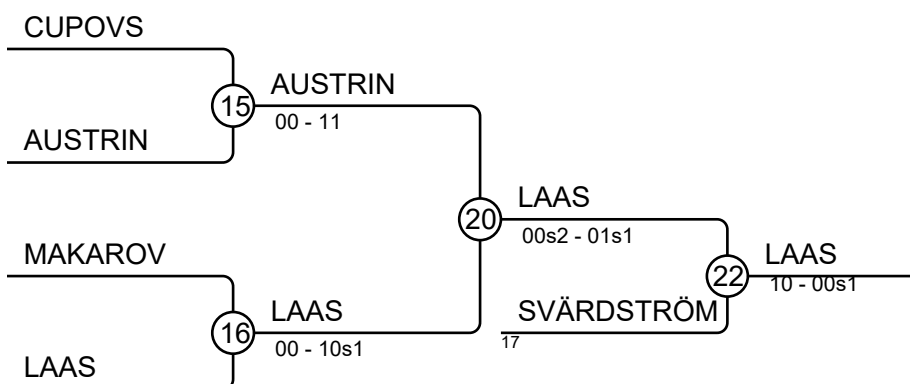 CUPOVS
15
AUSTRIN
00 - 11
AUSTRIN
20
LAAS
00s2 - 01s1
MAKAROV
22
LAAS
10 - 00s1
16
LAAS
00 - 10s1
SVÄRDSTRÖM
17
LAAS